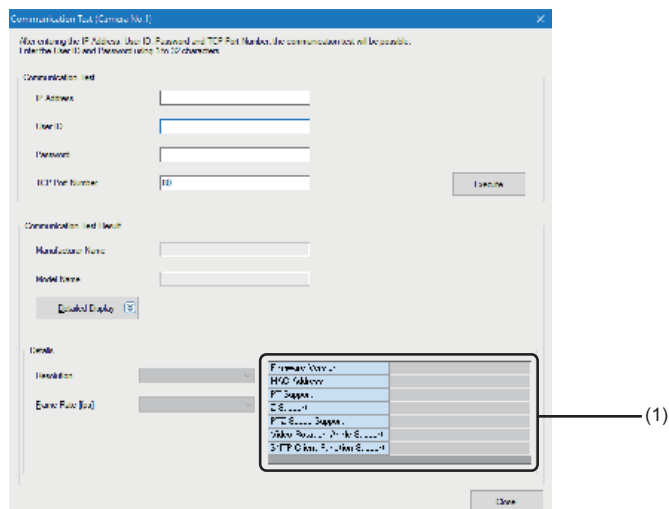 Communication Test (Camera No.1)
After entering the IP Address, User ID, Password and TCP Port Number, the communication test will be possible.
Enter the User ID and Password using 1 to 32 characters.
Communication Test
IP Address
User ID
Password
TCP Port Number
80
Execute
Communication Test Result
Manufacturer Name
Model Name
Detailed Display
Details
Resolution
Frame Rate [fps]
Firmware Version
MAC Address
PT Support
Z Support
PTZ Speed Support
Video Rotation Angle Support
SNTP Client Function Support
(1)
Close